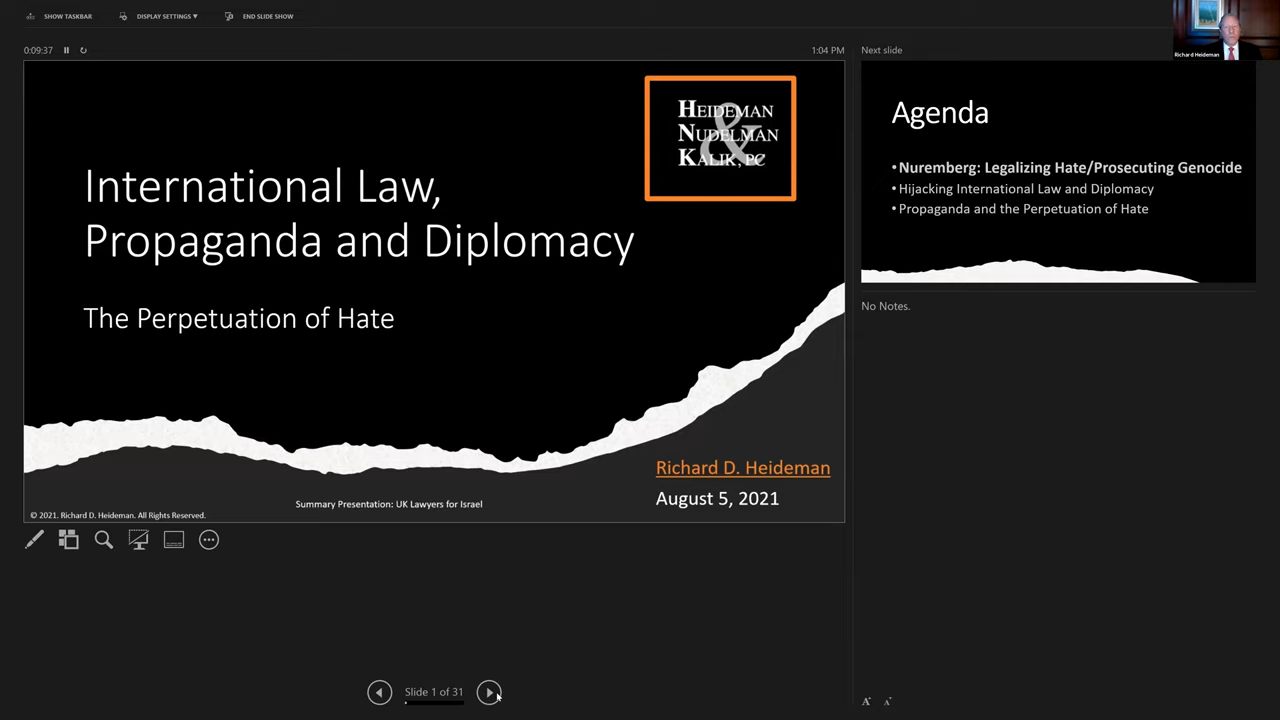 SHOW TASKBAR
DISPLAY SETTINGS ▼
END SLIDE SHOW
0:09:37
1:04 PM
Next slide
Richard Heideman
HEIDEMAN
&
NUDELMAN
KALIK, PC
International Law,
Propaganda and Diplomacy
The Perpetuation of Hate
Richard D. Heideman
August 5, 2021
Summary Presentation: UK Lawyers for Israel
© 2021. Richard D. Heideman. All Rights Reserved.
Agenda
•Nuremberg: Legalizing Hate/Prosecuting Genocide
•Hijacking International Law and Diplomacy
•Propaganda and the Perpetuation of Hate
No Notes.
Slide 1 of 31
A
A